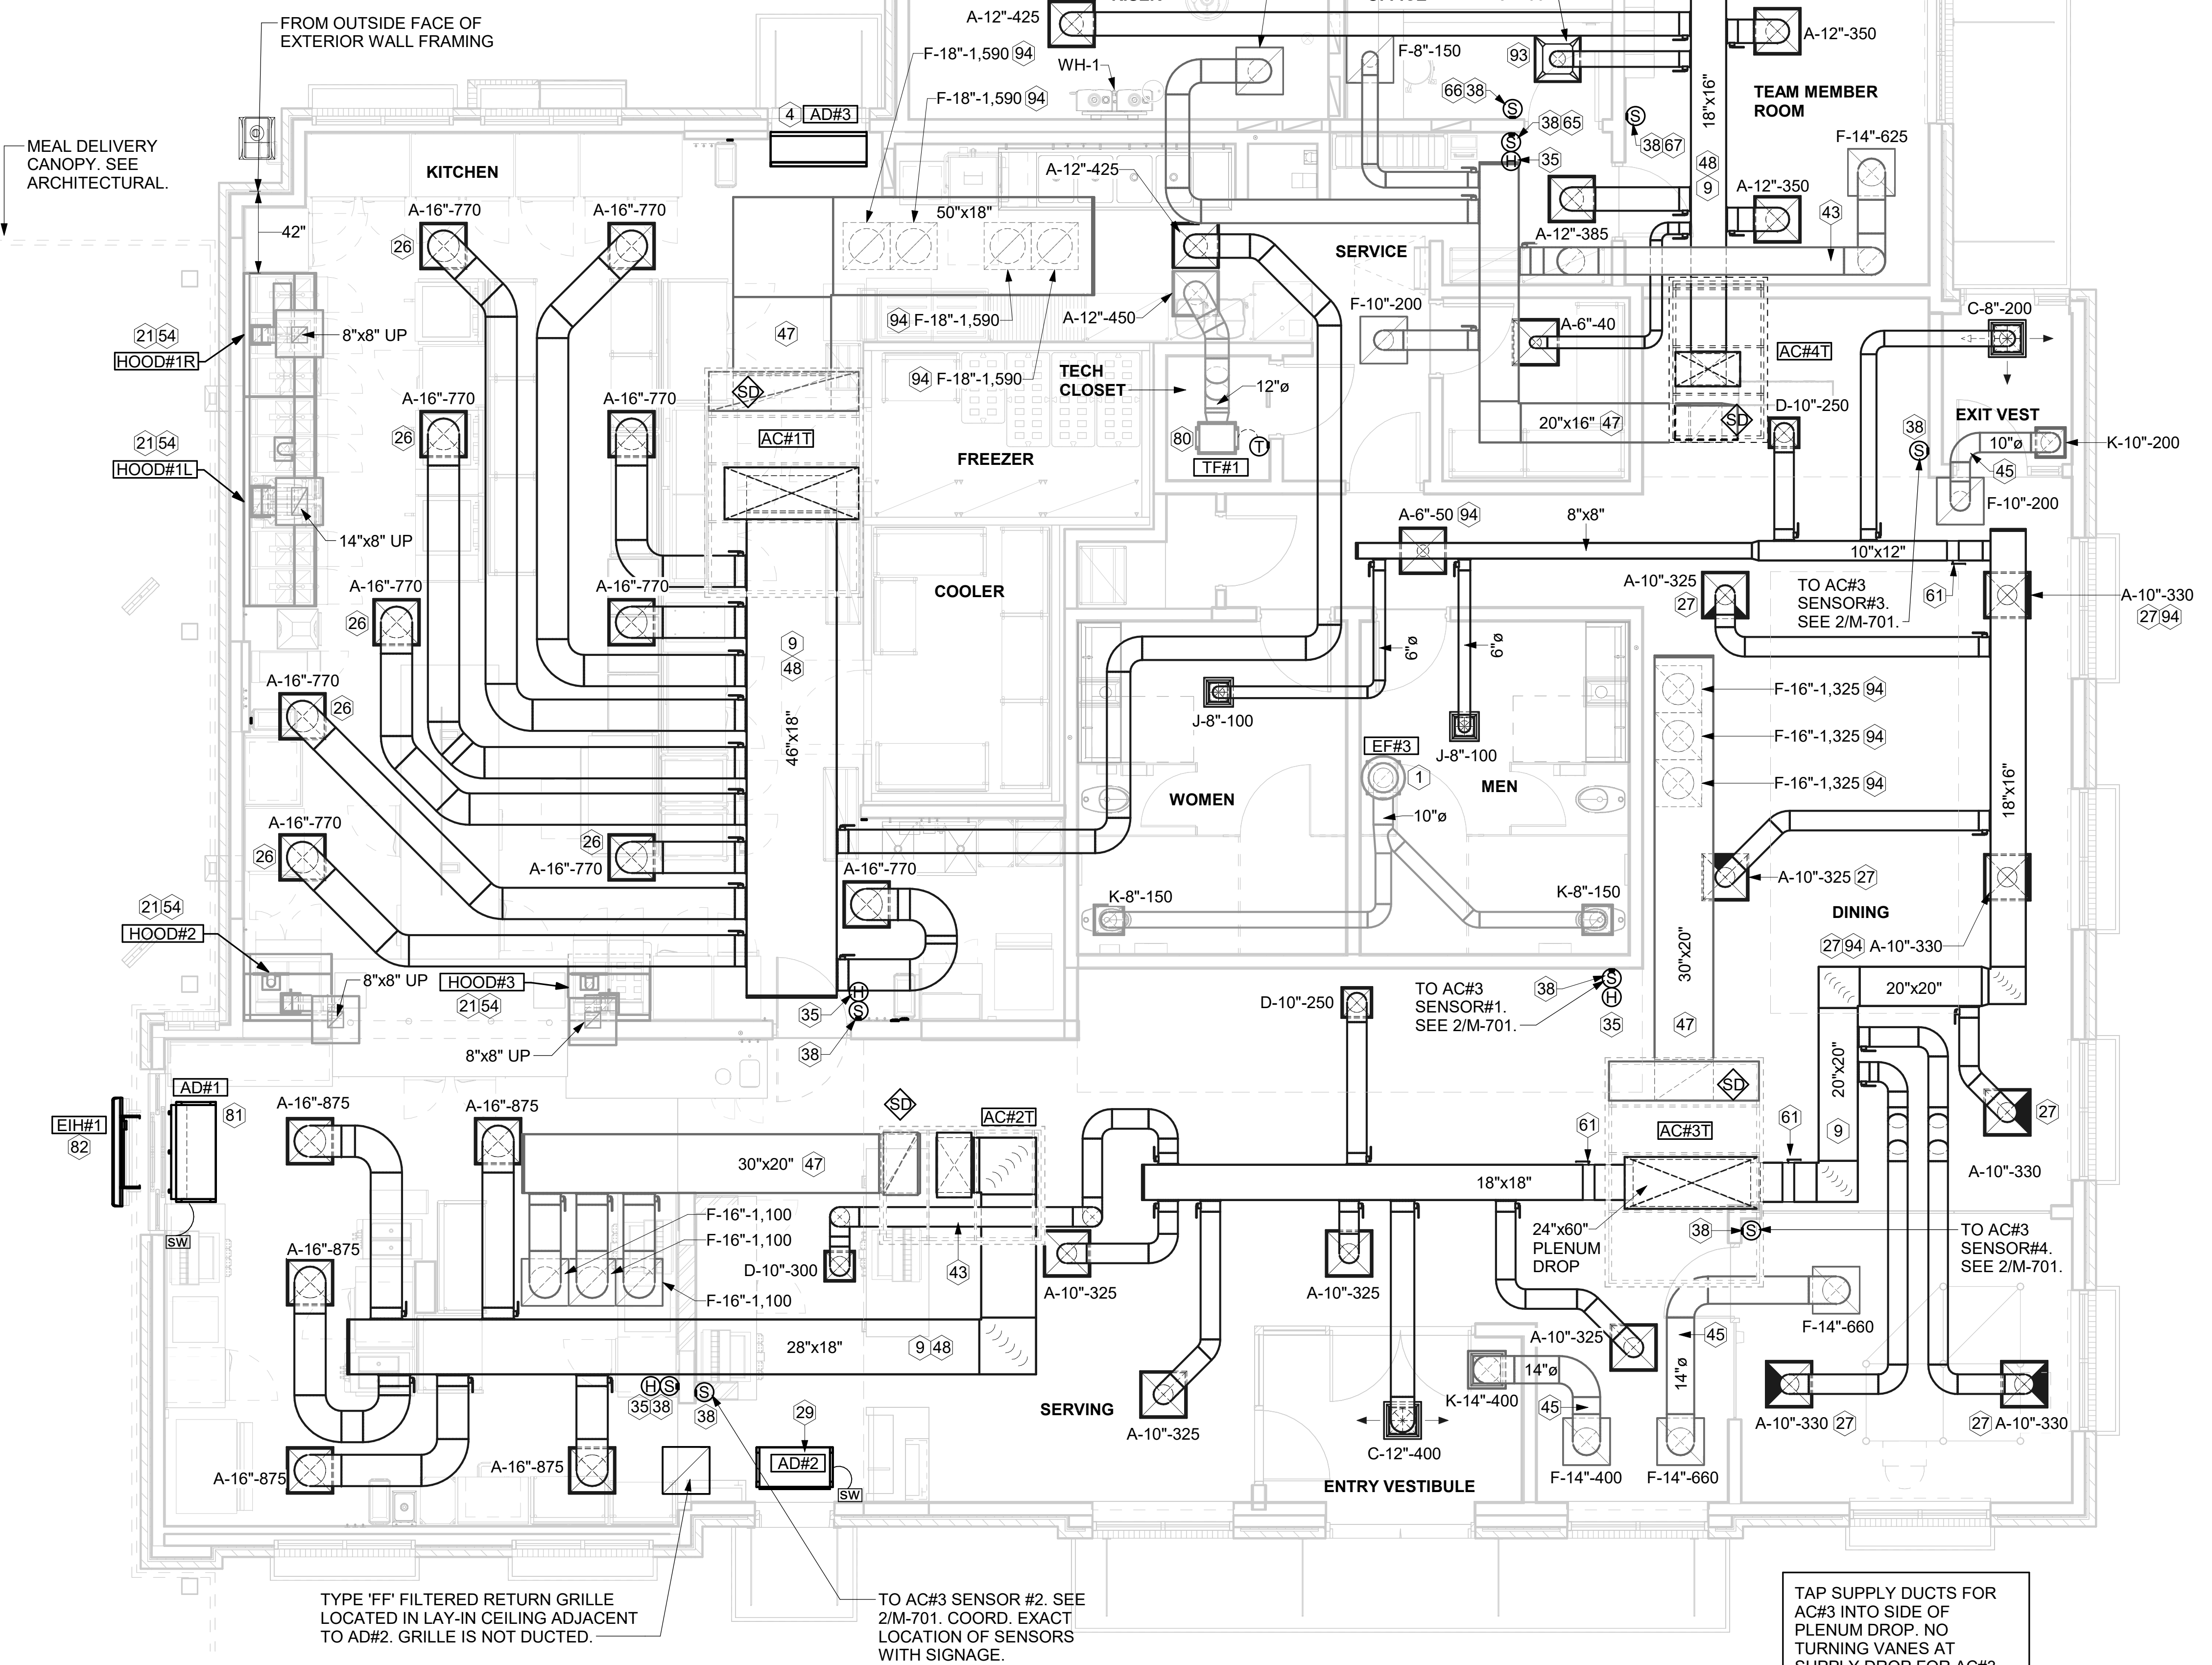 FROM OUTSIDE FACE OF
EXTERIOR WALL FRAMING
MEAL DELIVERY
CANOPY. SEE
ARCHITECTURAL.
42"
KITCHEN
4 AD#3
F-18"-1,590 94
F-18"-1,590 94
WH-1
A-12"-425
F-8"-150
93
A-12"-350
TEAM MEMBER
ROOM
18"x16"
66 38
38 65
35
38 67
48
9
F-14"-625
A-12"-350
43
A-12"-385
A-12"-425
SERVICE
50"x18"
A-16"-770
26
A-16"-770
47
94 F-18"-1,590
94 F-18"-1,590
A-12"-450
F-10"-200
A-6"-40
C-8"-200
AC#4T
21 54
HOOD#1R
8"x8" UP
SD
AC#1T
TECH
CLOSET
12"ø
80
T
TF#1
20"x16" 47
SD
D-10"-250
EXIT VEST
10"ø
K-10"-200
45
38
S
F-10"-200
A-16"-770
26
A-16"-770
21 54
HOOD#1L
14"x8" UP
FREEZER
A-6"-50 94
8"x8"
10"x12"
61
TO AC#3
SENSOR#3.
SEE 2/M-701.
A-10"-325
27
A-10"-330
27 94
A-16"-770
26
A-16"-770
COOLER
9
48
46"x18"
6"ø
6"ø
J-8"-100
J-8"-100
A-16"-770
26
F-16"-1,325 94
F-16"-1,325 94
F-16"-1,325 94
18"x16"
EF#3
1
WOMEN
MEN
10"ø
A-16"-770
26
26
A-16"-770
A-16"-770
K-8"-150
K-8"-150
A-10"-325 27
DINING
27 94 A-10"-330
30"x20"
47
20"x20"
20"x20"
9
21 54
HOOD#2
8"x8" UP
HOOD#3
21 54
8"x8" UP
H
S
35
38
D-10"-250
TO AC#3
SENSOR#1.
SEE 2/M-701.
38
S
H
35
AD#1
81
EIH#1
82
SW
A-16"-875
A-16"-875
SD
AC#2T
30"x20" 47
61
AC#3T
SD
61
27
A-10"-330
18"x18"
24"x60"
PLENUM
DROP
38 S
TO AC#3
SENSOR#4.
SEE 2/M-701.
A-16"-875
F-16"-1,100
F-16"-1,100
F-16"-1,100
D-10"-300
43
A-10"-325
A-10"-325
A-10"-325
F-14"-660
45
14"ø
28"x18"
9 48
14"ø
K-14"-400
45
A-10"-325
C-12"-400
F-14"-400
F-14"-660
A-10"-330 27
27 A-10"-330
H S
35 38
S
38
29
AD#2
SW
SERVING
ENTRY VESTIBULE
A-16"-875
A-16"-875
TYPE 'FF' FILTERED RETURN GRILLE
LOCATED IN LAY-IN CEILING ADJACENT
TO AD#2. GRILLE IS NOT DUCTED.
TO AC#3 SENSOR #2. SEE
2/M-701. COORD. EXACT
LOCATION OF SENSORS
WITH SIGNAGE.
TAP SUPPLY DUCTS FOR
AC#3 INTO SIDE OF
PLENUM DROP. NO
TURNING VANES AT
SUPPLY DROP FOR AC#3